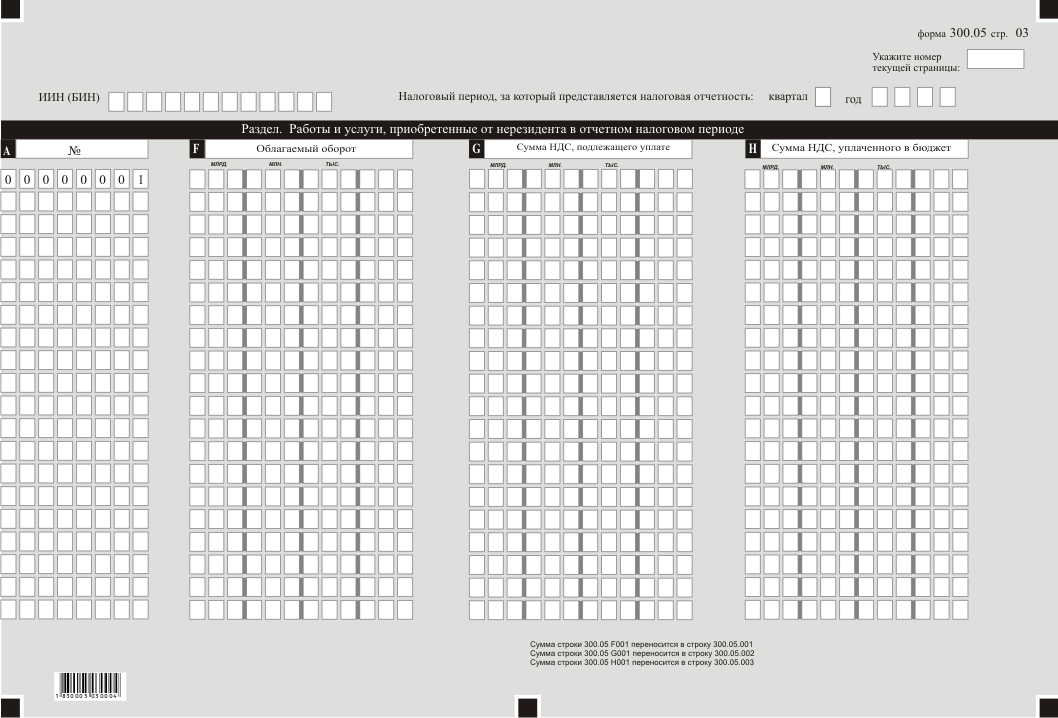 форма 300.05 стр. 03
Укажите номер
текущей страницы:
ИИН (БИН)
Налоговый период, за который представляется налоговая отчетность: квартал год
Раздел. Работы и услуги, приобретенные от нерезидента в отчетном налоговом периоде
A № F Облагаемый оборот G Сумма НДС, подлежащего уплате H Сумма НДС, уплаченного в бюджет
МЛРД. МЛН. ТЫС. МЛРД. МЛН. ТЫС. МЛРД. МЛН. ТЫС.
0 0 0 0 0 0 0 1
Сумма строки 300.05 F001 переносится в строку 300.05.001
Сумма строки 300.05 G001 переносится в строку 300.05.002
Сумма строки 300.05 H001 переносится в строку 300.05.003